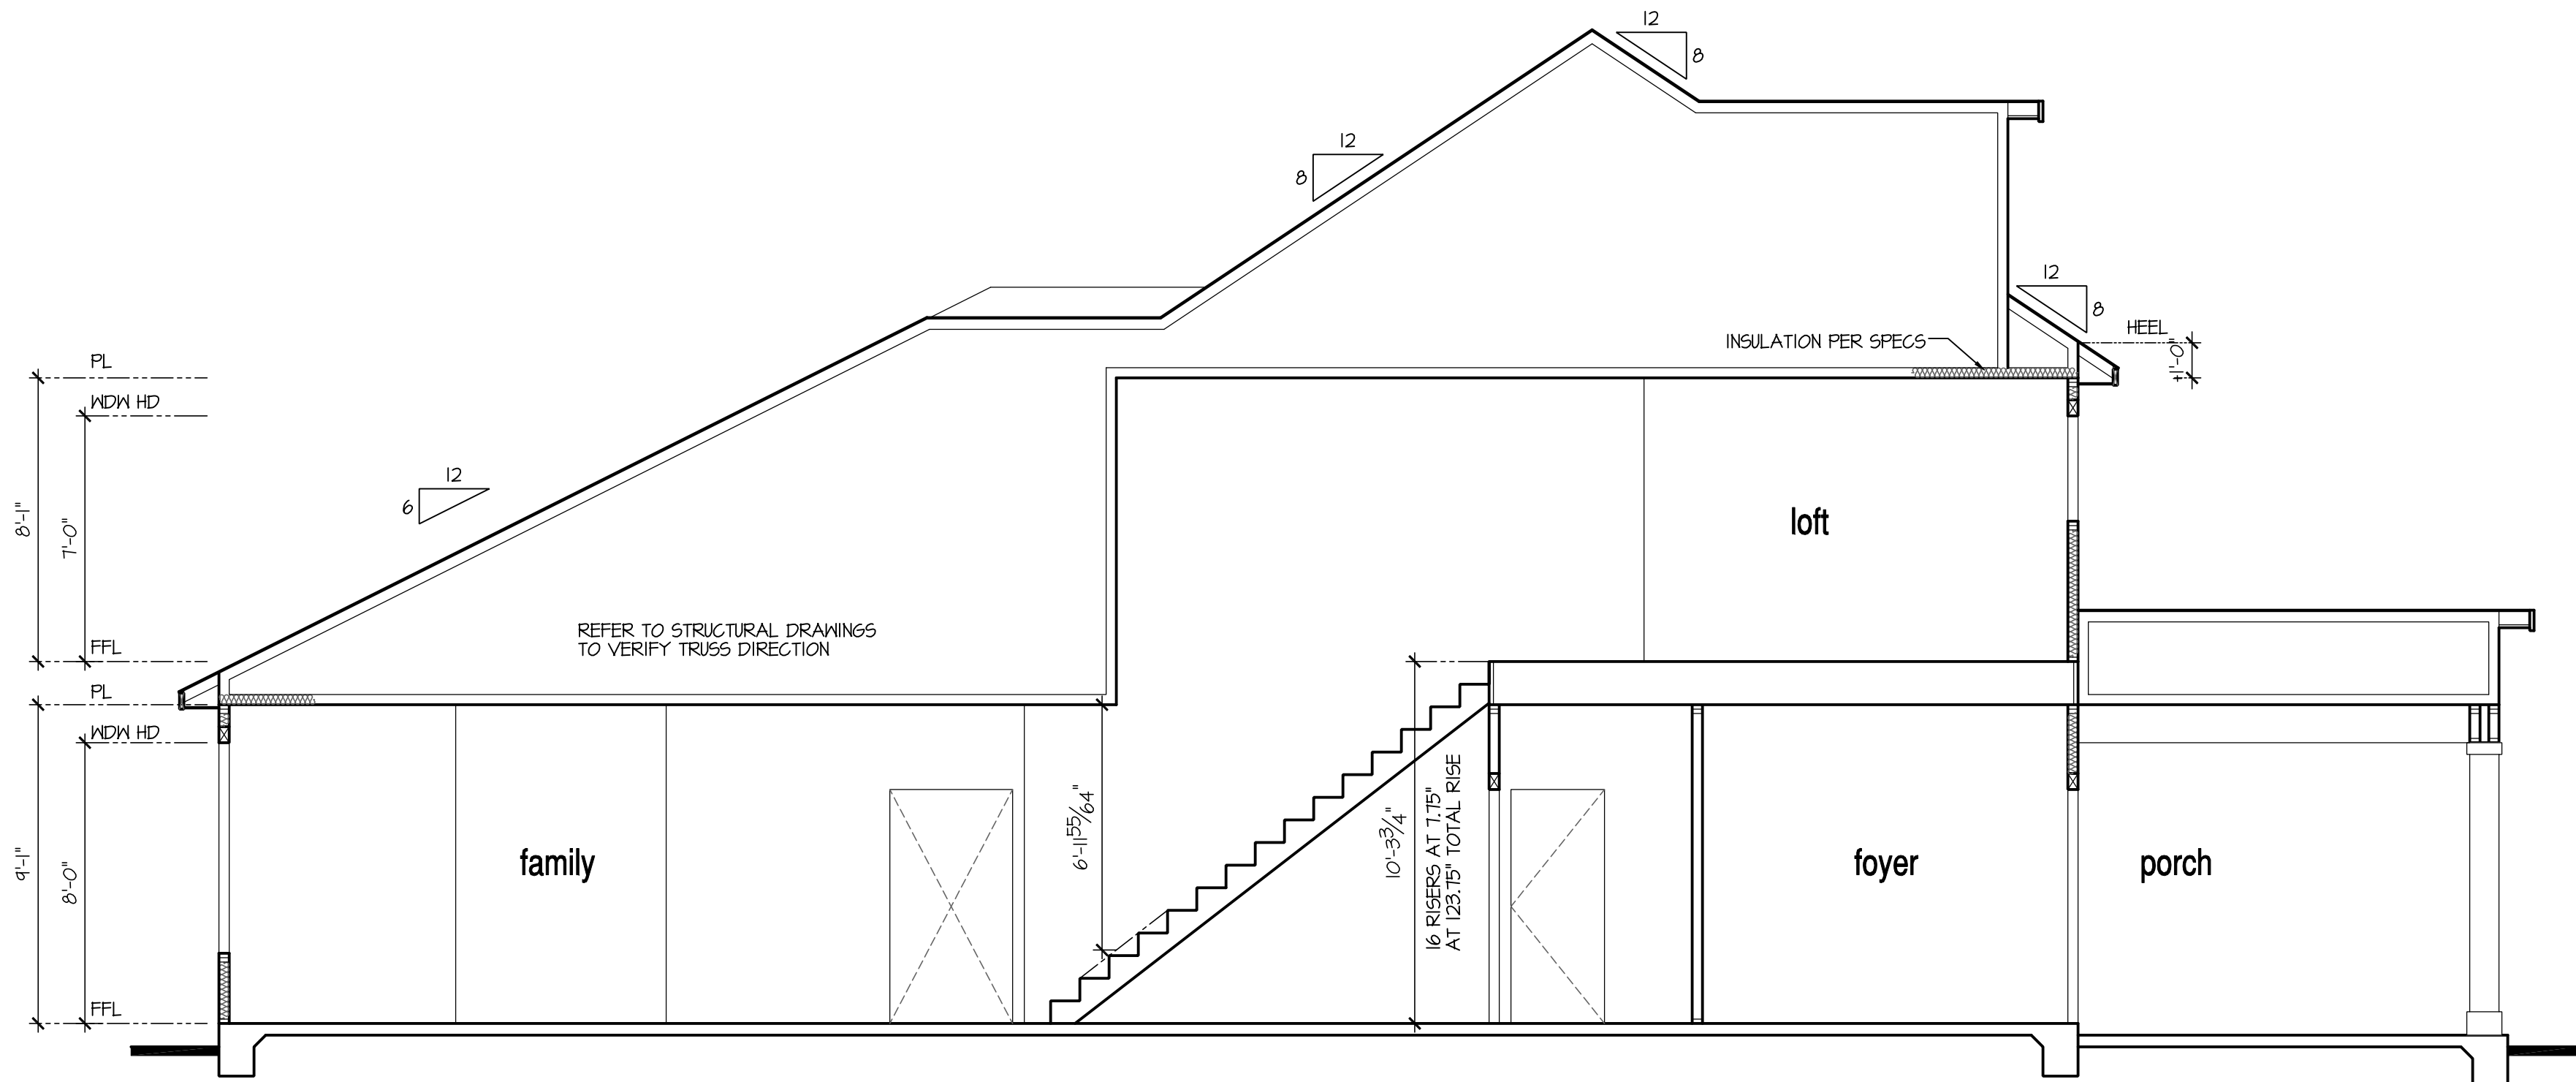 12
8
12
8
12
8
HEEL
1'-0"
INSULATION PER SPECS
PL
WDW HD
12
6
8'-1"
7'-0"
loft
REFER TO STRUCTURAL DRAWINGS
TO VERIFY TRUSS DIRECTION
FFL
PL
WDW HD
9'-1"
8'-0"
family
6'-11 55/64"
10'-3 3/4"
16 RISERS AT 7.75"
AT 123.75" TOTAL RISE
foyer
porch
FFL